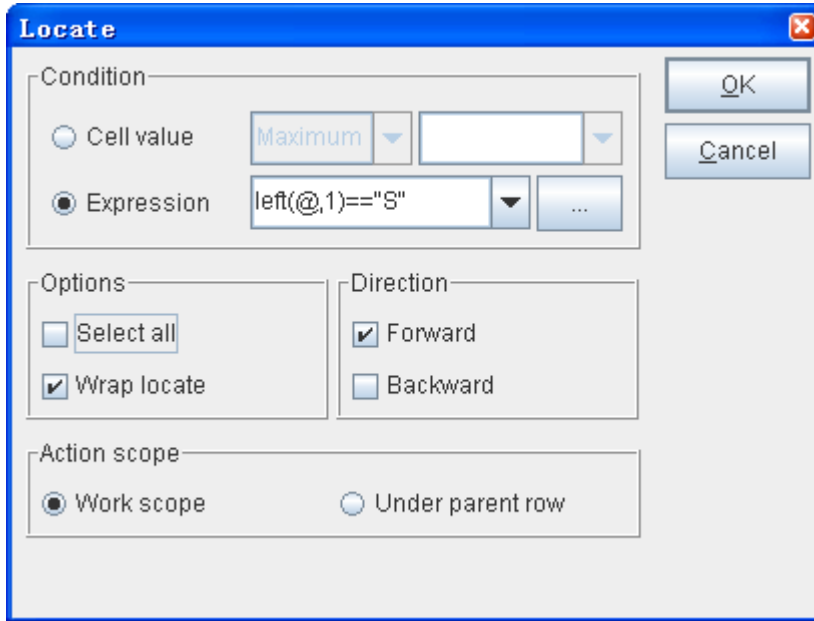 Locate
Condition
OK
Cell value Maximum
Cancel
Expression left(@,1)=="S" ...
Options Direction
Select all Forward
Wrap locate Backward
Action scope
Work scope Under parent row